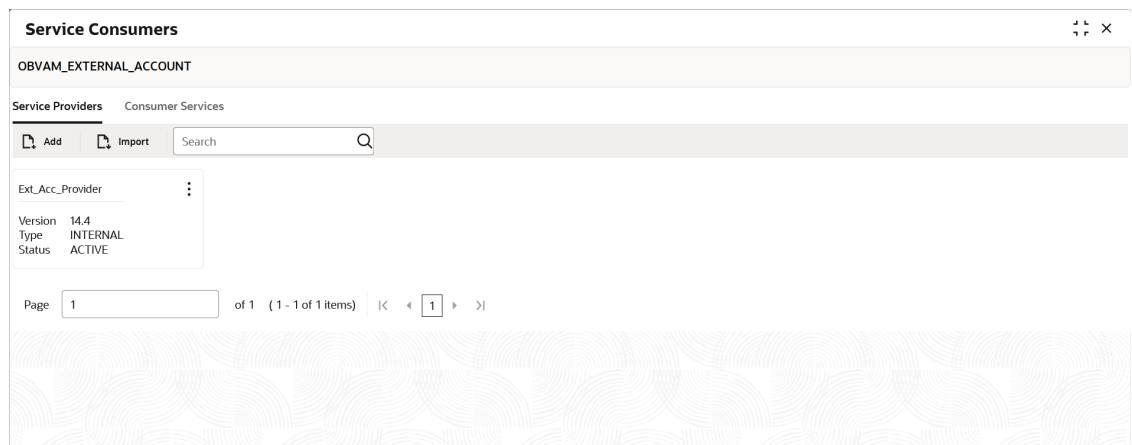 Service Consumers
OBVAM_EXTERNAL_ACCOUNT
Service Providers Consumer Services
Add Import Search
Ext_Acc_Provider
Version 14.4
Type INTERNAL
Status ACTIVE
Page 1 of 1 ( 1 - 1 of 1 items) 1